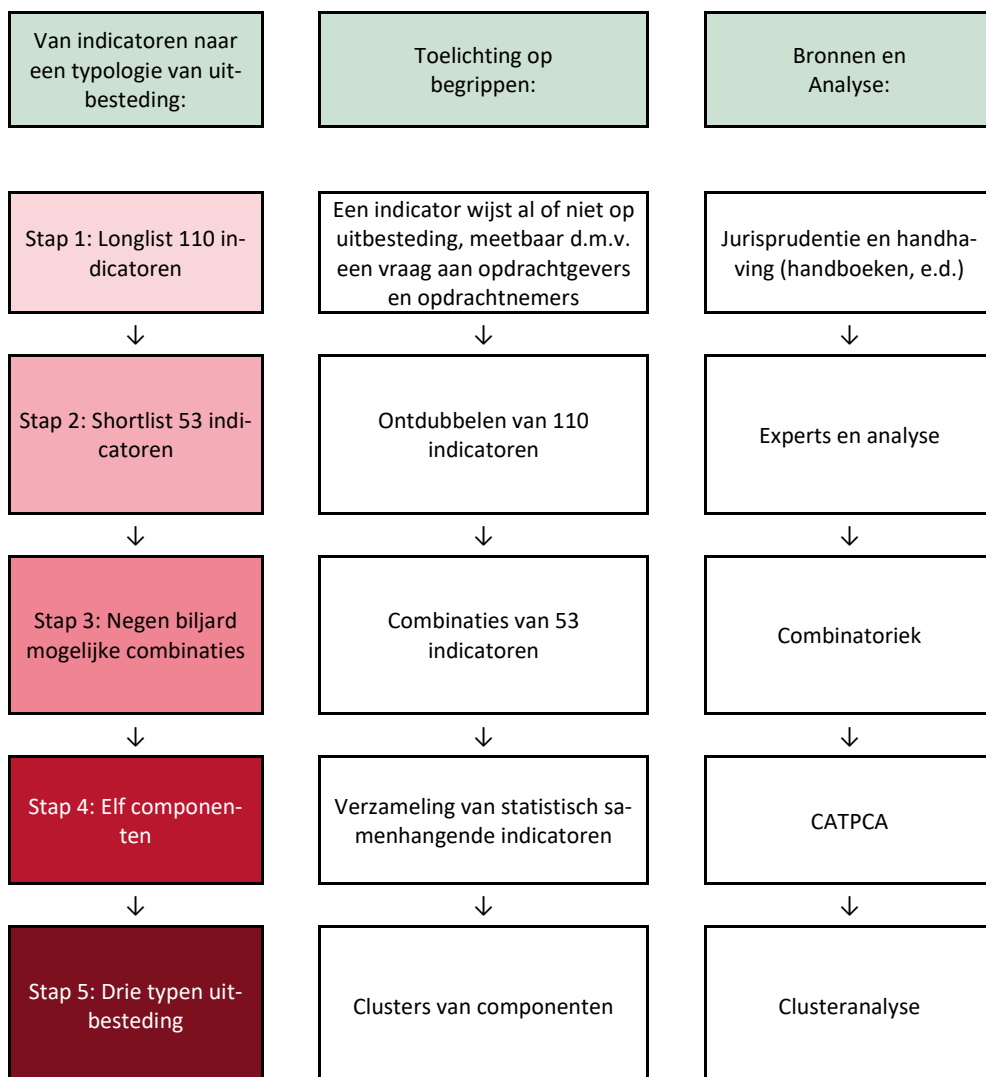 Van indicatoren naar
een typologie van uit-
besteding:
Toelichting op
begrippen:
Bronnen en
Analyse:
Stap 1: Longlist 110 in-
dicatoren
Een indicator wijst al of niet op
uitbesteding, meetbaar d.m.v.
een vraag aan opdrachtgevers
en opdrachtnemers
Jurisprudentie en handha-
ving (handboeken, e.d.)
↓
↓
↓
Stap 2: Shortlist 53 indi-
catoren
Ontdubbelen van 110
indicatoren
Experts en analyse
↓
↓
↓
Stap 3: Negen biljard
mogelijke combinaties
Combinaties van 53
indicatoren
Combinatoriek
↓
↓
↓
Stap 4: Elf componen-
ten
Verzameling van statistisch sa-
menhangende indicatoren
CATPCA
↓
↓
↓
Stap 5: Drie typen uit-
besteding
Clusters van componenten
Clusteranalyse